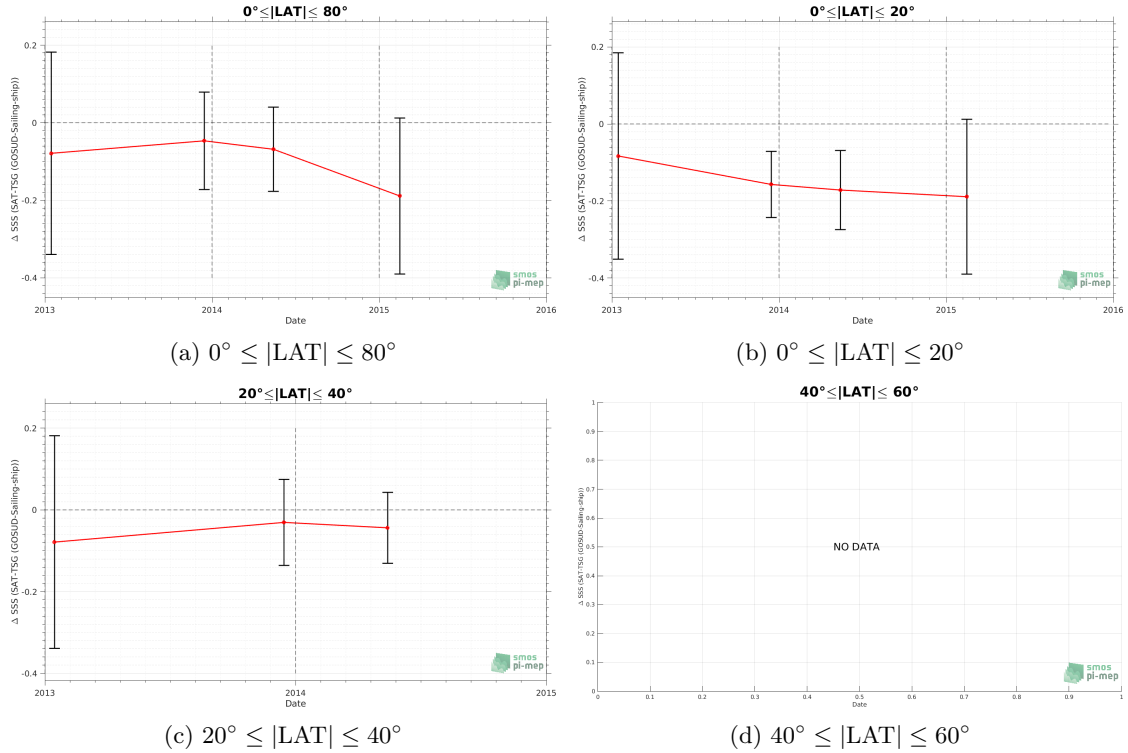 0°≤|LAT|≤ 80°
Δ SSS (SAT-TSG (GOSUD-Sailing-ship))
0.2
0
-0.2
-0.4
2013
2014
2015
2016
Date
smos
pi-mep
(a) 0° ≤ |LAT| ≤ 80°
0°≤|LAT|≤ 20°
Δ SSS (SAT-TSG (GOSUD-Sailing-ship))
0.2
0
-0.2
-0.4
2013
2014
2015
2016
Date
smos
pi-mep
(b) 0° ≤ |LAT| ≤ 20°
20°≤|LAT|≤ 40°
Δ SSS (SAT-TSG (GOSUD-Sailing-ship))
0.2
0
-0.2
-0.4
2013
2014
2015
Date
smos
pi-mep
(c) 20° ≤ |LAT| ≤ 40°
40°≤|LAT|≤ 60°
Δ SSS (SAT-TSG (GOSUD-Sailing-ship))
1
0.9
0.8
0.7
0.6
0.5
0.4
0.3
0.2
0.1
0
NO DATA
0
0.1
0.2
0.3
0.4
0.5
0.6
0.7
0.8
0.9
1
Date
smos
pi-mep
(d) 40° ≤ |LAT| ≤ 60°